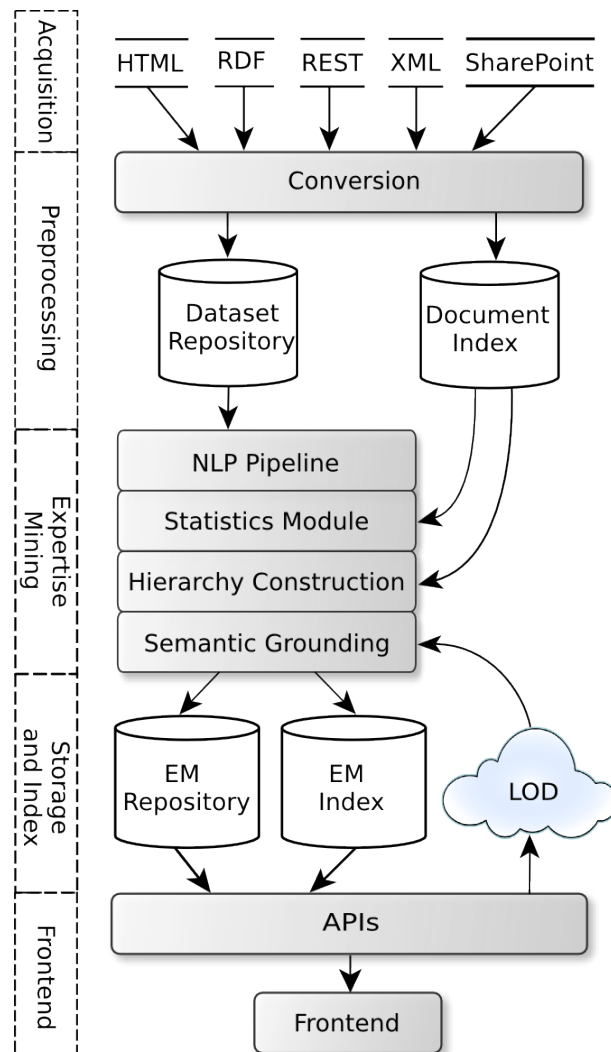 Acquisition
HTML RDF REST XML SharePoint
Preprocessing
Conversion
Dataset
Repository
Document
Index
Expertise
Mining
NLP Pipeline
Statistics Module
Hierarchy Construction
Semantic Grounding
Storage
and Index
EM
Repository
EM
Index
LOD
Frontend
APIs
Frontend